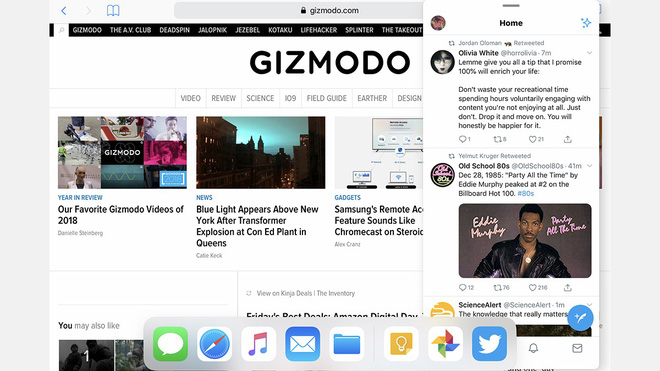 gizmodo.com
GIZMODO THE A.V. CLUB DEADSPIN JALOPNIK JEZEBEL KOTAKU LIFEHACKER SPLINTER THE TAKEOUT
GIZMODO
VIDEO REVIEW SCIENCE IO9 FIELD GUIDE EARTHER DESIGN
GIZMODO
YEAR IN REVIEW
Our Favorite Gizmodo Videos of
2018
Danielle Steinberg
NEWS
Blue Light Appears Above New
York After Transformer
Explosion at Con Ed Plant in
Queens
Catie Keck
GADGETS
Samsung's Remote Acc
Feature Sounds Like
Chromecast on Steroid
Alex Cranz
View on Kinja Deals | The Inventory
Friday's Best Deals: Amazon Digital Day
You may also like
1
Home
Jordan Oloman Retweeted
Olivia White @horrolivia · 7m
Lemme give you all a tip that I promise
100% will enrich your life:
Don't waste your recreational time
spending hours voluntarily engaging with
content you're not enjoying at all. Just
don't. Drop it and move on. You will
honestly be happier for it.
1 8 21
Yelmut Kruger Retweeted
Old School 80s @OldSchool80s · 41m
Dec 28, 1985: "Party All the Time" by
Eddie Murphy peaked at #2 on the
Billboard Hot 100. #80s
Eddie
Murphy
Party
All The Time
12 76 216
ScienceAlert @ScienceAlert · 1m
The knowledge that really matters